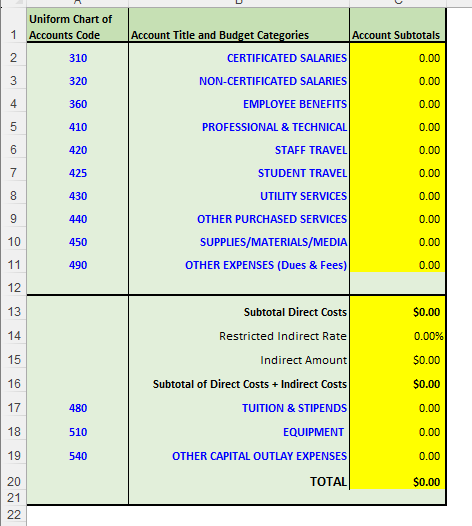 Uniform Chart of
1 Accounts Code Account Title and Budget Categories Account Subtotals
2 310 CERTIFICATED SALARIES 0.00
3 320 NON-CERTIFICATED SALARIES 0.00
4 360 EMPLOYEE BENEFITS 0.00
5 410 PROFESSIONAL & TECHNICAL 0.00
6 420 STAFF TRAVEL 0.00
7 425 STUDENT TRAVEL 0.00
8 430 UTILITY SERVICES 0.00
9 440 OTHER PURCHASED SERVICES 0.00
10 450 SUPPLIES/MATERIALS/MEDIA 0.00
11 490 OTHER EXPENSES (Dues & Fees) 0.00
12
13 Subtotal Direct Costs $0.00
14 Restricted Indirect Rate 0.00%
15 Indirect Amount $0.00
16 Subtotal of Direct Costs + Indirect Costs $0.00
17 480 TUITION & STIPENDS 0.00
18 510 EQUIPMENT 0.00
19 540 OTHER CAPITAL OUTLAY EXPENSES 0.00
20 TOTAL $0.00
21
22